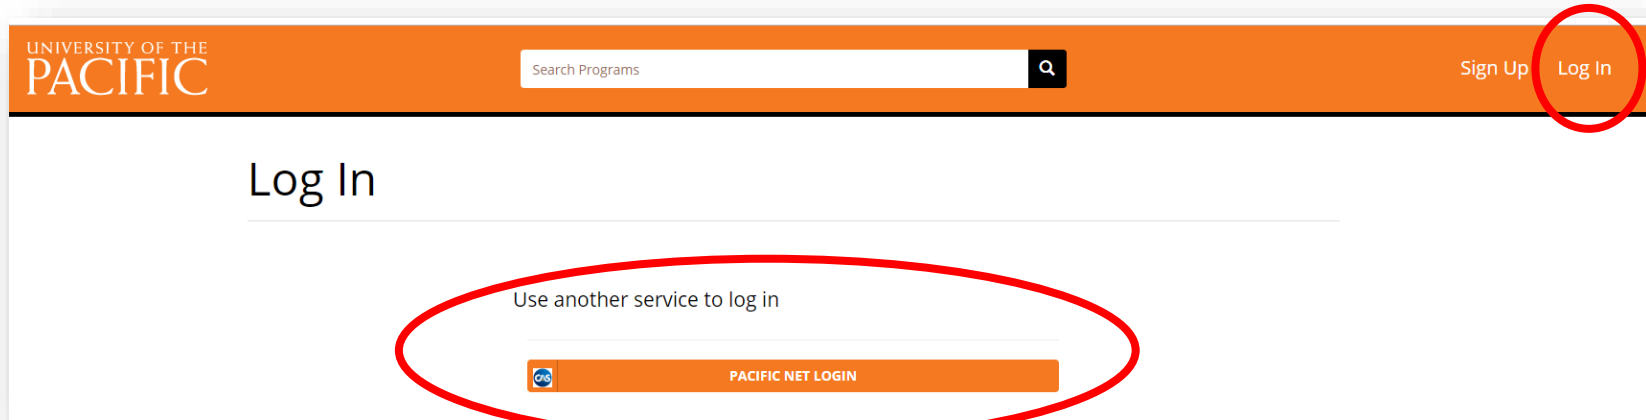 UNIVERSITY OF THE
PACIFIC
Search Programs
Sign Up
Log In
Log In
Use another service to log in
CAS
PACIFIC NET LOGIN